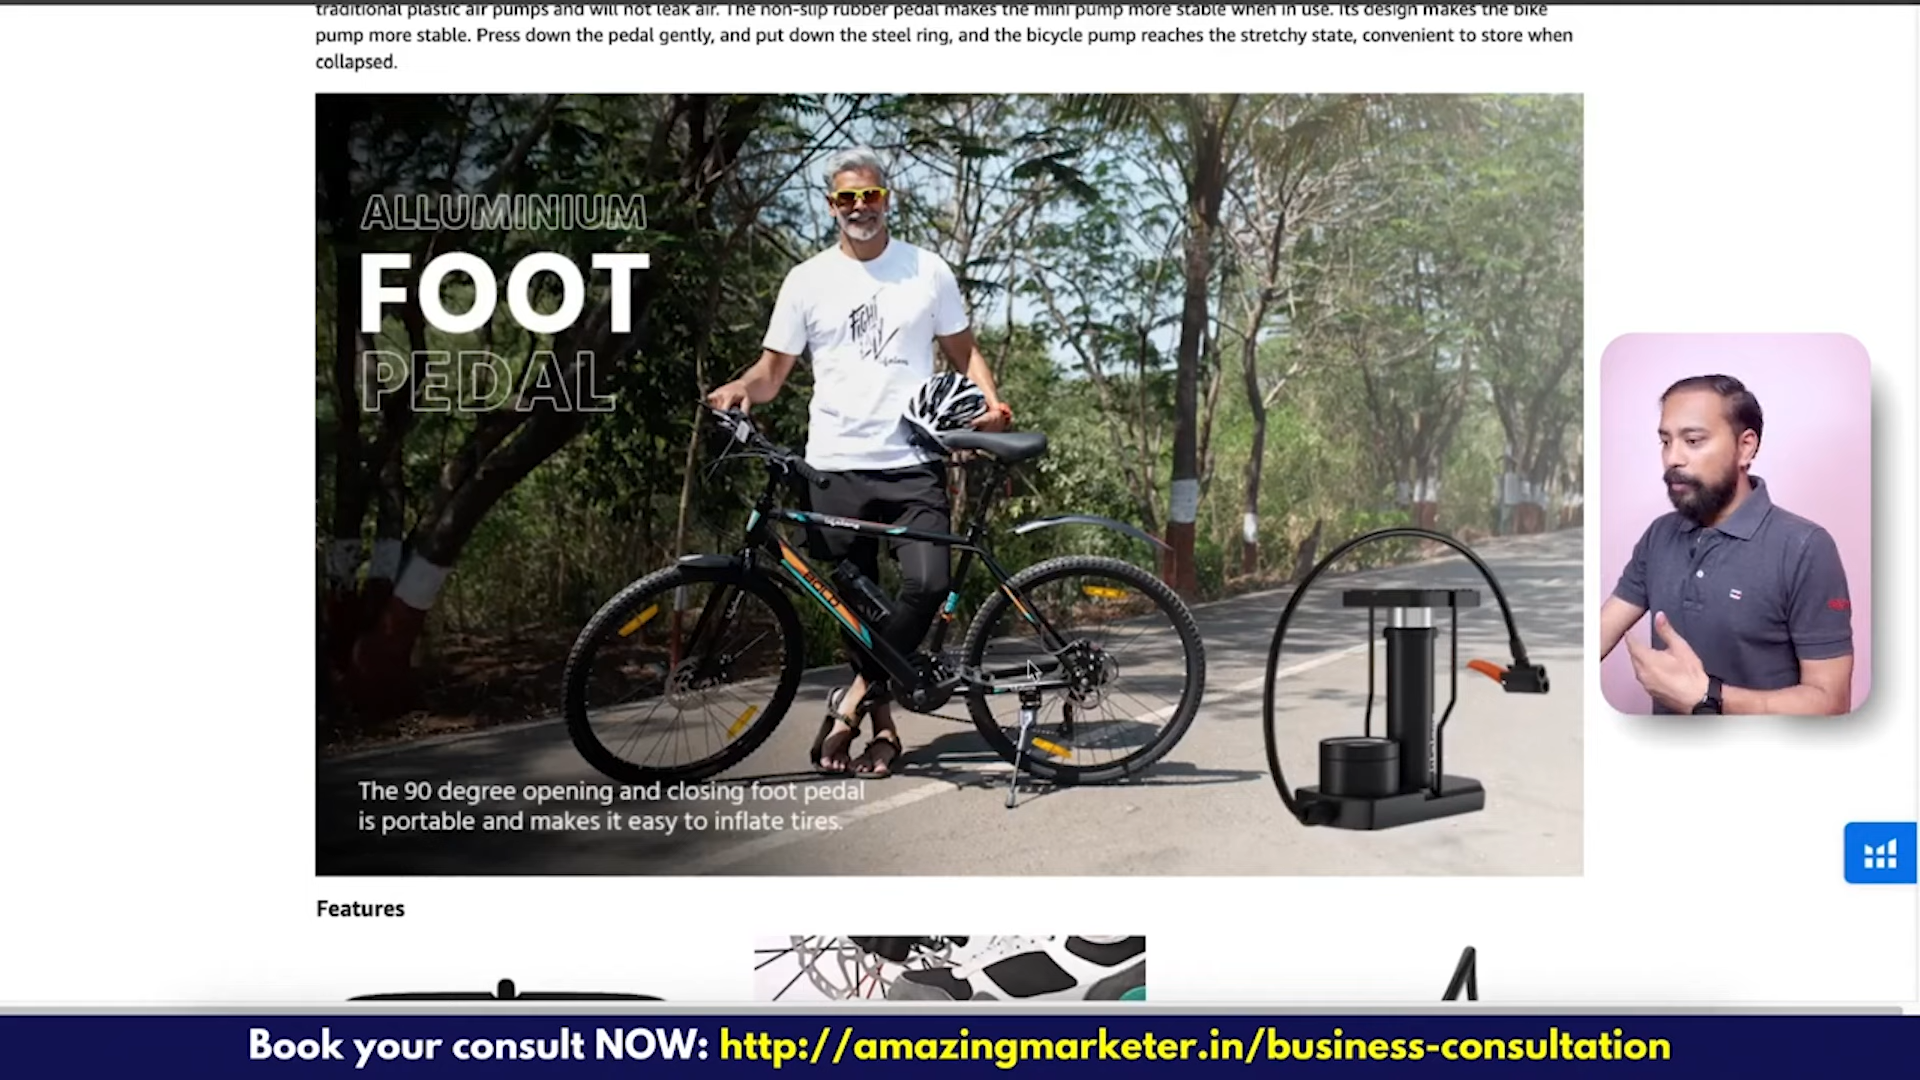 traditional plastic air pumps and will not leak air. The non-slip rubber pedal makes the mini pump more stable when in use. Its design makes the bike
pump more stable. Press down the pedal gently, and put down the steel ring, and the bicycle pump reaches the stretchy state, convenient to store when
collapsed.
ALLUMINIUM
FOOT
PEDAL
FIGHT
LAZY
The 90 degree opening and closing foot pedal
is portable and makes it easy to inflate tires.
Features
Book your consult NOW: http://amazingmarketer.in/business-consultation